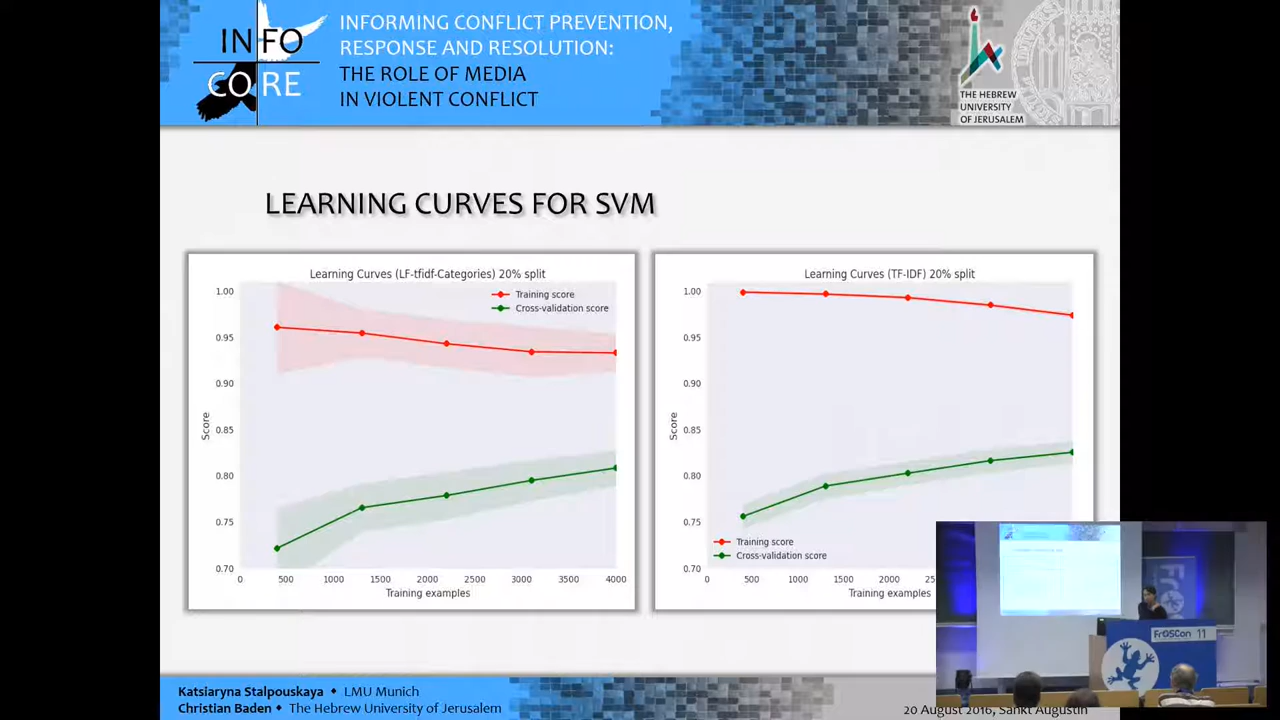 INFO
CORE
INFORMING CONFLICT PREVENTION,
RESPONSE AND RESOLUTION:
THE ROLE OF MEDIA
IN VIOLENT CONFLICT
THE HEBREW
UNIVERSITY
OF JERUSALEM
LEARNING CURVES FOR SVM
Learning Curves (LF-tfidf-Categories) 20% split
Training score
Cross-validation score
1.00
0.95
0.90
0.85
0.80
0.75
0.70
Score
0 500 1000 1500 2000 2500 3000 3500 4000
Training examples
Learning Curves (TF-IDF) 20% split
1.00
0.95
0.90
0.85
0.80
0.75
0.70
Score
Training score
Cross-validation score
0 500 1000 1500 2000
Training examples
FrOSCon 11
Katsiaryna Stalpouskaya ◆ LMU Munich
Christian Baden ◆ The Hebrew University of Jerusalem
20 August 2016, Sankt Augustin